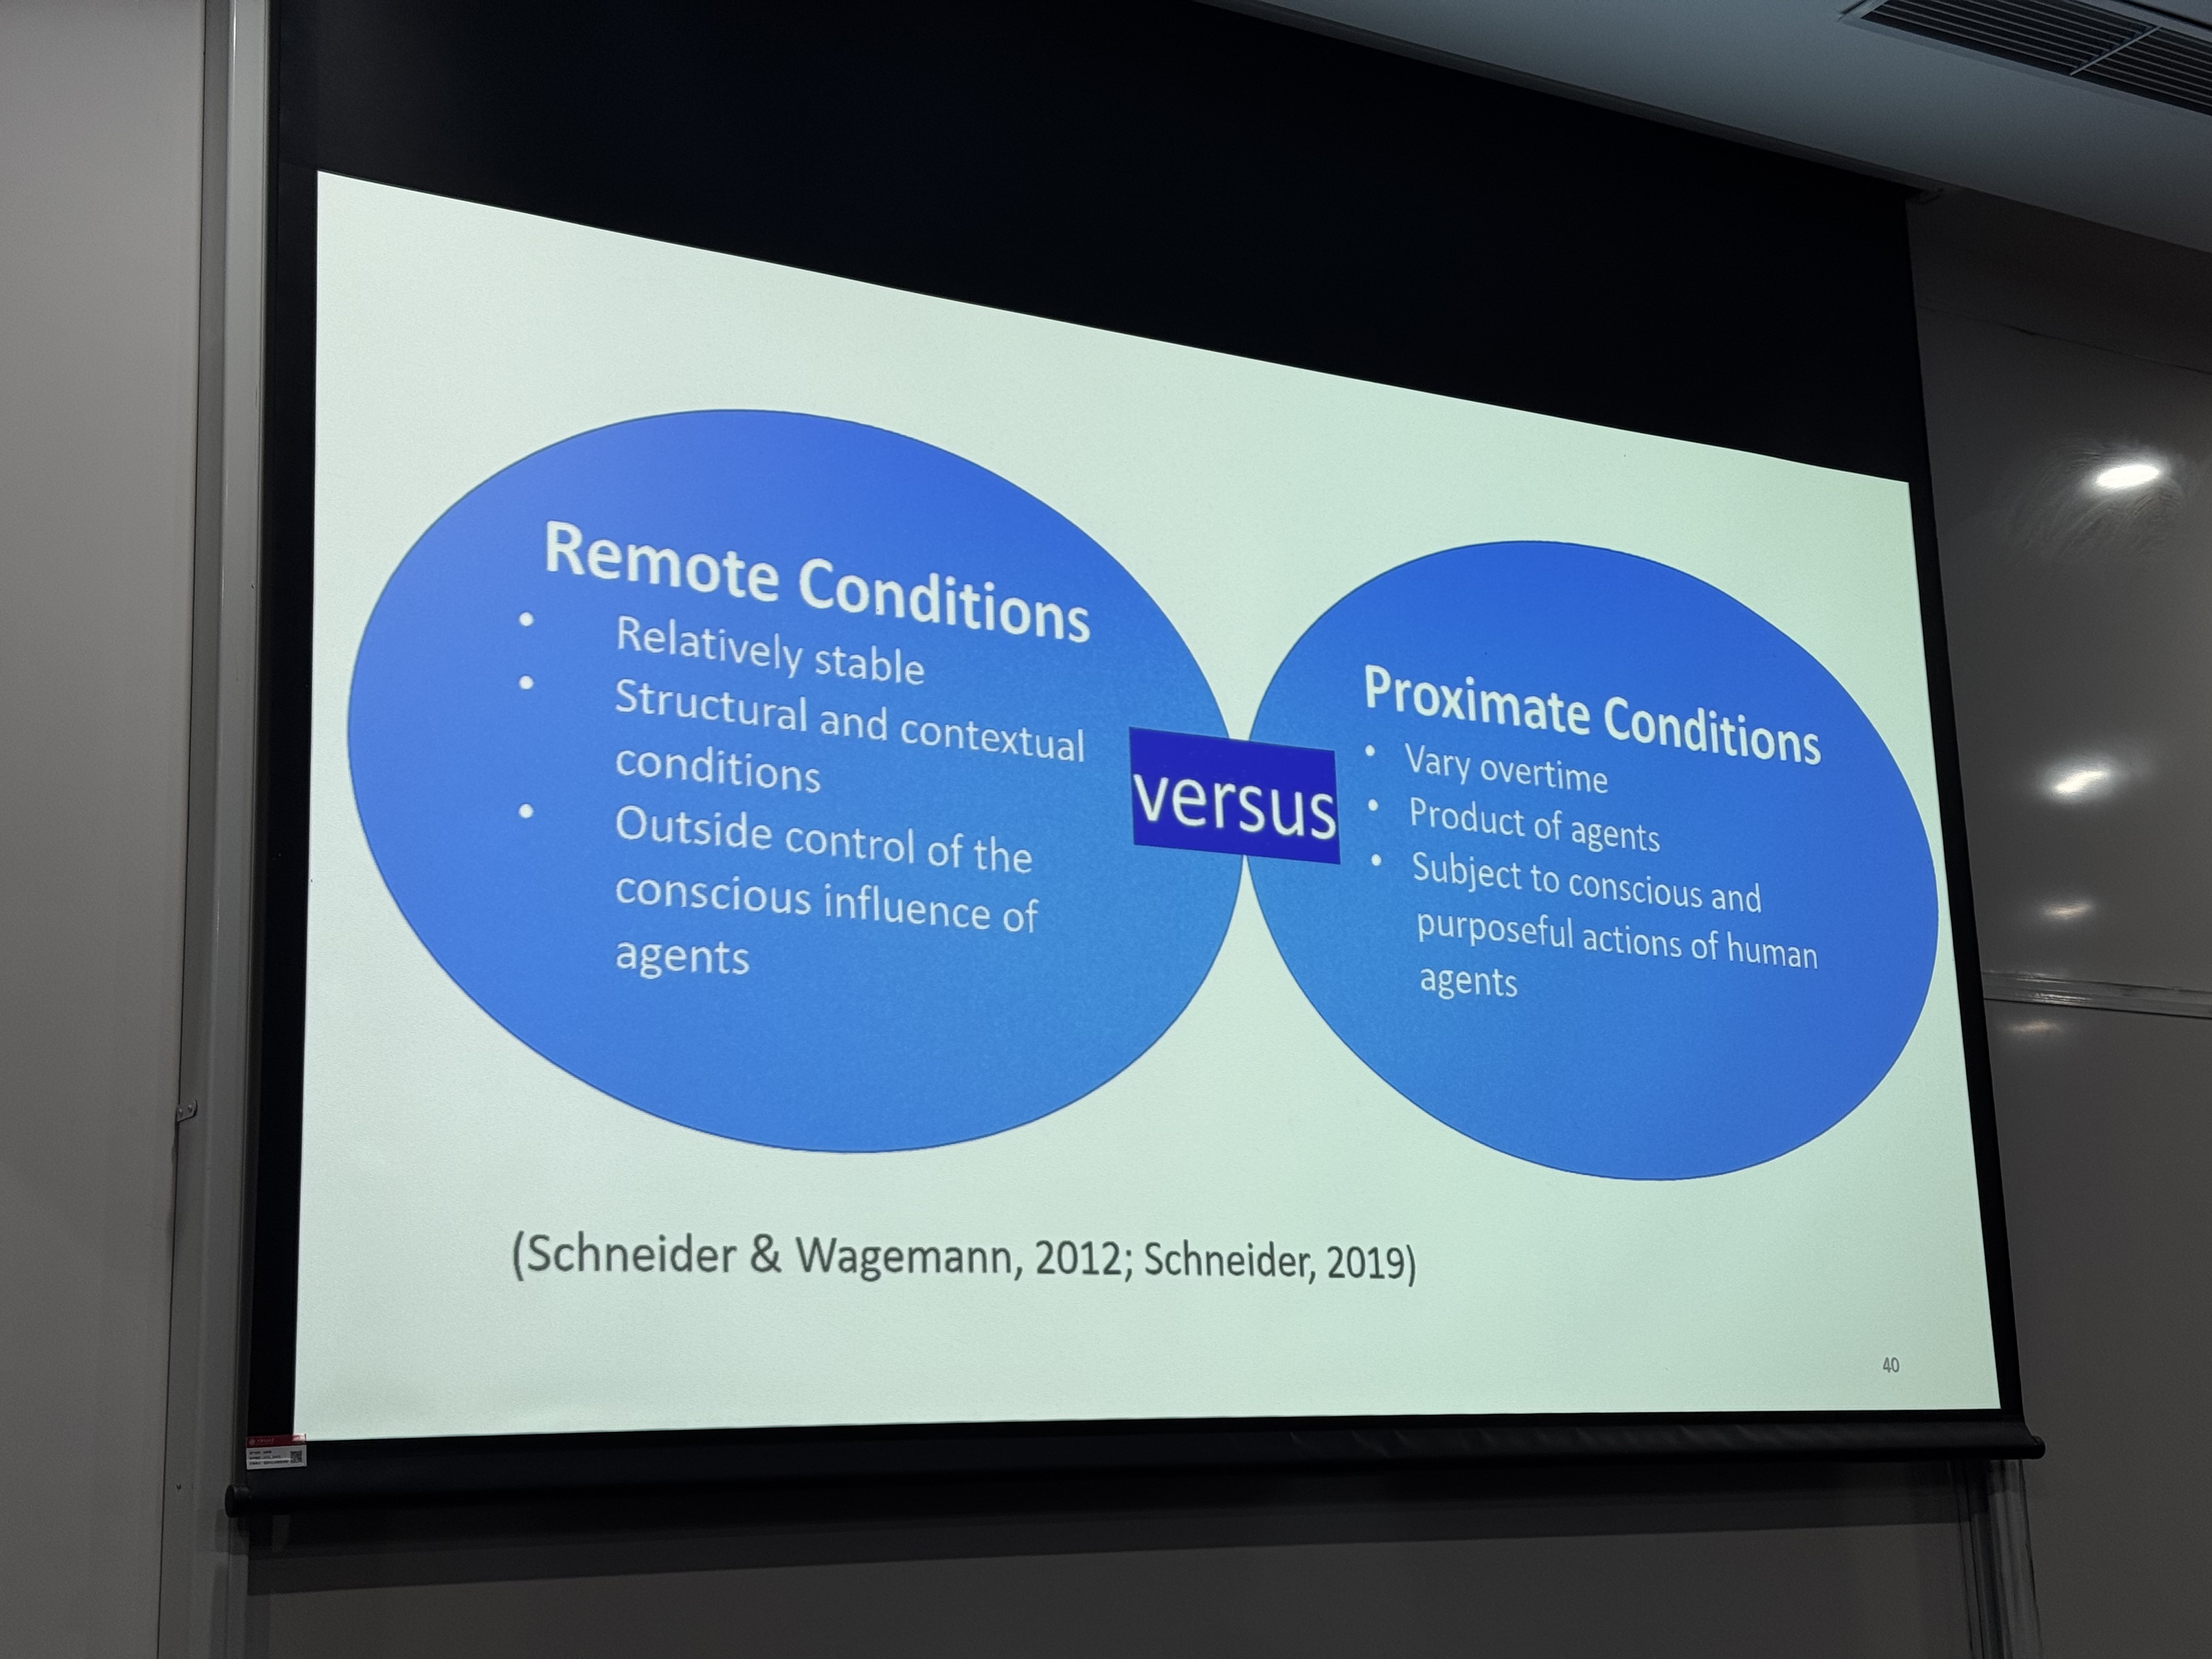 Remote Conditions
• Relatively stable
• Structural and contextual
conditions
• Outside control of the
conscious influence of
agents
versus
Proximate Conditions
• Vary overtime
• Product of agents
• Subject to conscious and
purposeful actions of human
agents
(Schneider & Wagemann, 2012; Schneider, 2019)
40